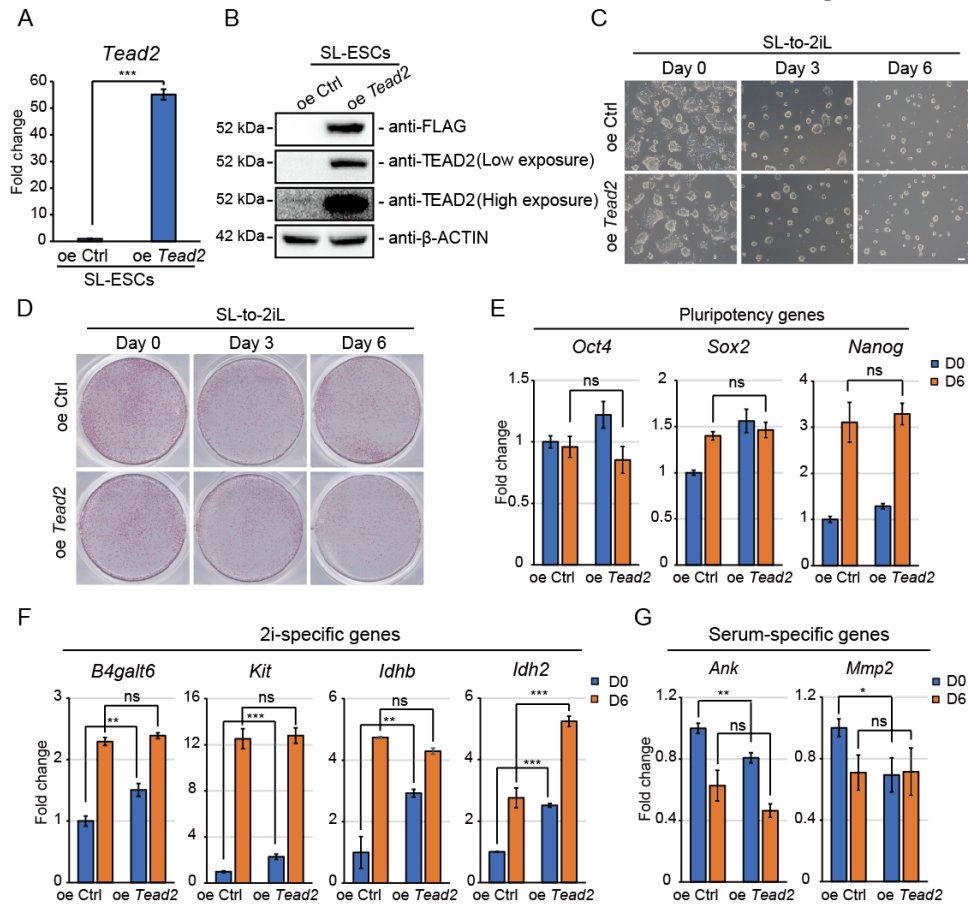 A
Tead2
***
Fold change
60
50
40
30
20
10
0
oe Ctrl oe Tead2
SL-ESCs
B
SL-ESCs
oe Ctrl
oe Tead2
52 kDa– - anti-FLAG
52 kDa– - anti-TEAD2(Low exposure)
52 kDa– - anti-TEAD2(High exposure)
42 kDa– - anti-β-ACTIN
C
SL-to-2iL
Day 0 Day 3 Day 6
oe Ctrl
oe Tead2
D
SL-to-2iL
Day 0 Day 3 Day 6
oe Ctrl
oe Tead2
E
Pluripotency genes
Oct4 Sox2 Nanog
D0
D6
Fold change
1.5
1
0.5
0
ns
oe Ctrl oe Tead2
2
1.5
1
0.5
0
ns
oe Ctrl oe Tead2
4
3
2
1
0
ns
oe Ctrl oe Tead2
F
2i-specific genes
B4galt6 Kit Idhb Idh2
D0
D6
Fold change
3
2
1
0
ns
**
oe Ctrl oe Tead2
16
12
8
4
0
ns
***
oe Ctrl oe Tead2
6
4
2
0
ns
**
oe Ctrl oe Tead2
6
4
2
0
***
***
oe Ctrl oe Tead2
G
Serum-specific genes
Ank Mmp2
D0
D6
Fold change
1.2
0.8
0.4
0
**
ns
oe Ctrl oe Tead2
1.2
0.8
0.4
0
*
ns
oe Ctrl oe Tead2